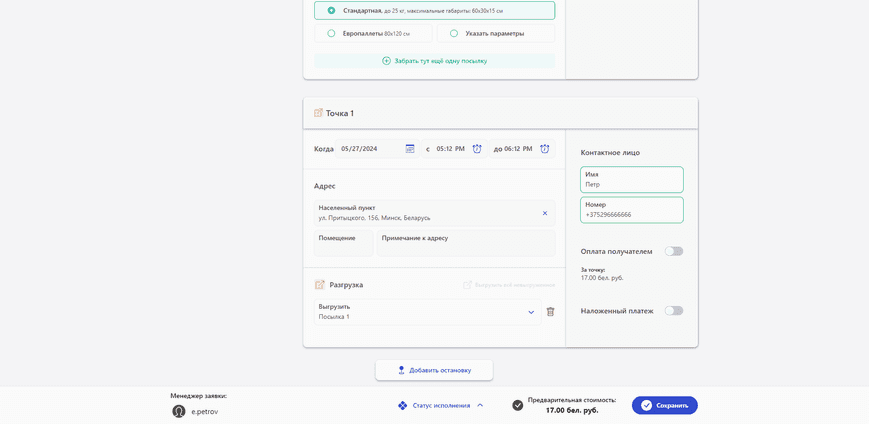 Стандартная, до 25 кг, максимальные габариты: 60х30х15 см
Европаллеты 80х120 см
Указать параметры
Забрать тут ещё одну посылку
Точка 1
Когда 05/27/2024 с 05:12 PM до 06:12 PM
Контактное лицо
Имя
Петр
Номер
+375296666666
Адрес
Населенный пункт
ул. Притыцкого, 156, Минск, Беларусь
Помещение
Примечание к адресу
Оплата получателем
За точку:
17.00 бел. руб.
Разгрузка
Выгрузить всё невыгруженное
Выгрузить
Посылка 1
Наложенный платеж
Добавить остановку
Менеджер заявки:
e.petrov
Статус исполнения
Предварительная стоимость:
17.00 бел. руб.
Сохранить